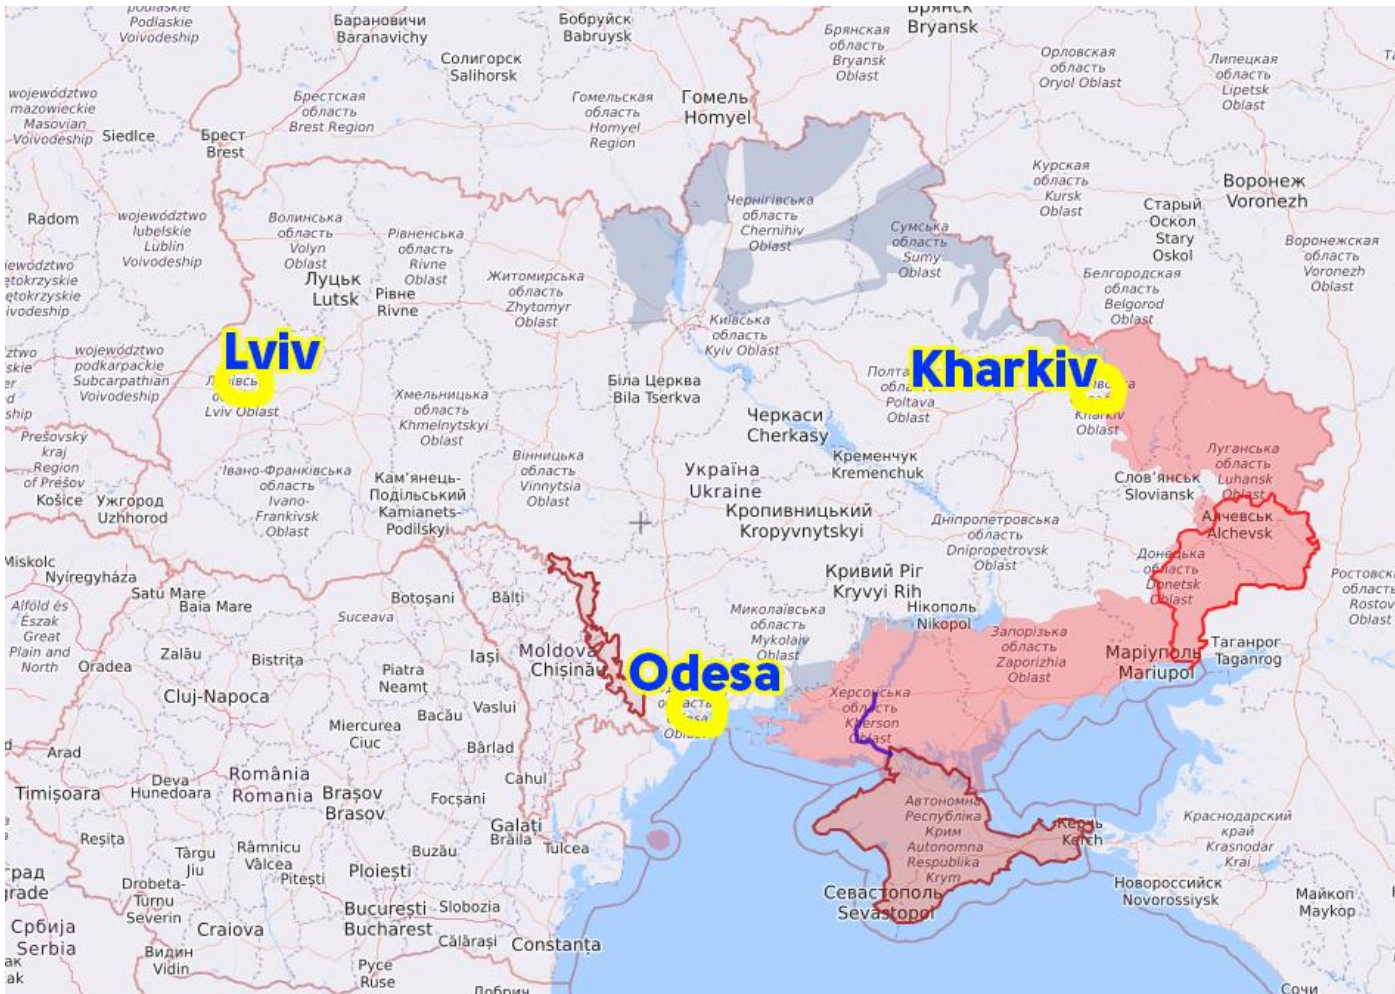 podlaskie
Podlaskie
Voivodeship
Барановичи
Baranavichy
Бобруйск
Babruysk
Bryansk
Солигорск
Salihorsk
Брянская
область
Bryansk
Oblast
Орловская
область
Oryol Oblast
Липецкая
область
Lipetsk
Oblast
województwo
mazowieckie
Masovian
Voivodeship
Siedlce
Брест
Brest
Брестская
область
Brest Region
Гомельская
область
Homyel
Region
Гомель
Homyel
Курская
область
Kursk
Oblast
Воронеж
Voronezh
Старый
Оскол
Stary
Oskol
Воронежская
область
Voronezh
Oblast
Radom
województwo
lubelskie
Lublin
Voivodeship
Волинська
область
Volyn
Oblast
Рівненська
область
Rivne
Oblast
Луцьк
Lutsk
Рівне
Rivne
Житомирська
область
Zhytomyr
Oblast
Чернігівська
область
Chernihiv
Oblast
Сумська
область
Sumy
Oblast
Белгородская
область
Belgorod
Oblast
Київська
область
Kyiv Oblast
województwo
podkarpackie
Subcarpathian
Voivodeship
Lviv
Lviv Oblast
Хмельницька
область
Khmelnytskyi
Oblast
Біла Церква
Bila Tserkva
Черкаси
Cherkasy
Poltava
Oblast
Kharkiv
Kharkiv
Oblast
Prešovský
kraj
Region
of Prešov
Košice
Ужгород
Uzhhorod
Івано-Франківська
область
Ivano-
Frankivsk
Oblast
Кам'янець-
Подільський
Kamianets-
Podilskyi
Вінницька
область
Vinnytsia
Oblast
Україна
Ukraine
Кременчук
Kremenchuk
Кропивницький
Kropyvnytskyi
Слов'янськ
Sloviansk
Луганська
область
Luhansk
Oblast
Алчевськ
Alchevsk
Дніпропетровська
область
Dnipropetrovsk
Oblast
Донецька
область
Donetsk
Oblast
Miskolc
Nyíregyháza
Satu Mare
Baia Mare
Suceava
Botoșani
Bălți
Кривий Ріг
Kryvyi Rih
Нікополь
Nikopol
Миколаївська
область
Mykolaiv
Oblast
Запорізька
область
Zaporizhia
Oblast
Маріуполь
Mariupol
Таганрог
Taganrog
Alföld és
Észak
Great
Plain and
North
Oradea
Zalău
Bistrița
Cluj-Napoca
Piatra
Neamt
Iași
Moldova
Chișinău
Odesa
область
Херсонська
область
Kherson
Oblast
Miercurea
Ciuc
Bacău
Vaslui
Bârlad
Cahul
Arad
Timișoara
Deva
Hunedoara
România
Romania
Brașov
Brasov
Focșani
Galați
Brăila
Tulcea
Автономна
Республіка
Крим
Autonomna
Respublika
Krym
Керчь
Kerch
Краснодарский
край
Krasnodar
Krai
Reșița
Târgu
Jiu
Râmnicu
Vâlcea
Pitești
Ploiești
Buzău
Drobeta-
Turnu
Severin
Craiova
București
Bucharest
Slobozia
Călărași
Constanța
Севастополь
Sevastopol
Новороссийск
Novorossiysk
Майкоп
Maykop
Србија
Serbia
Видин
Vidin
Русе
Ruse
Сочи